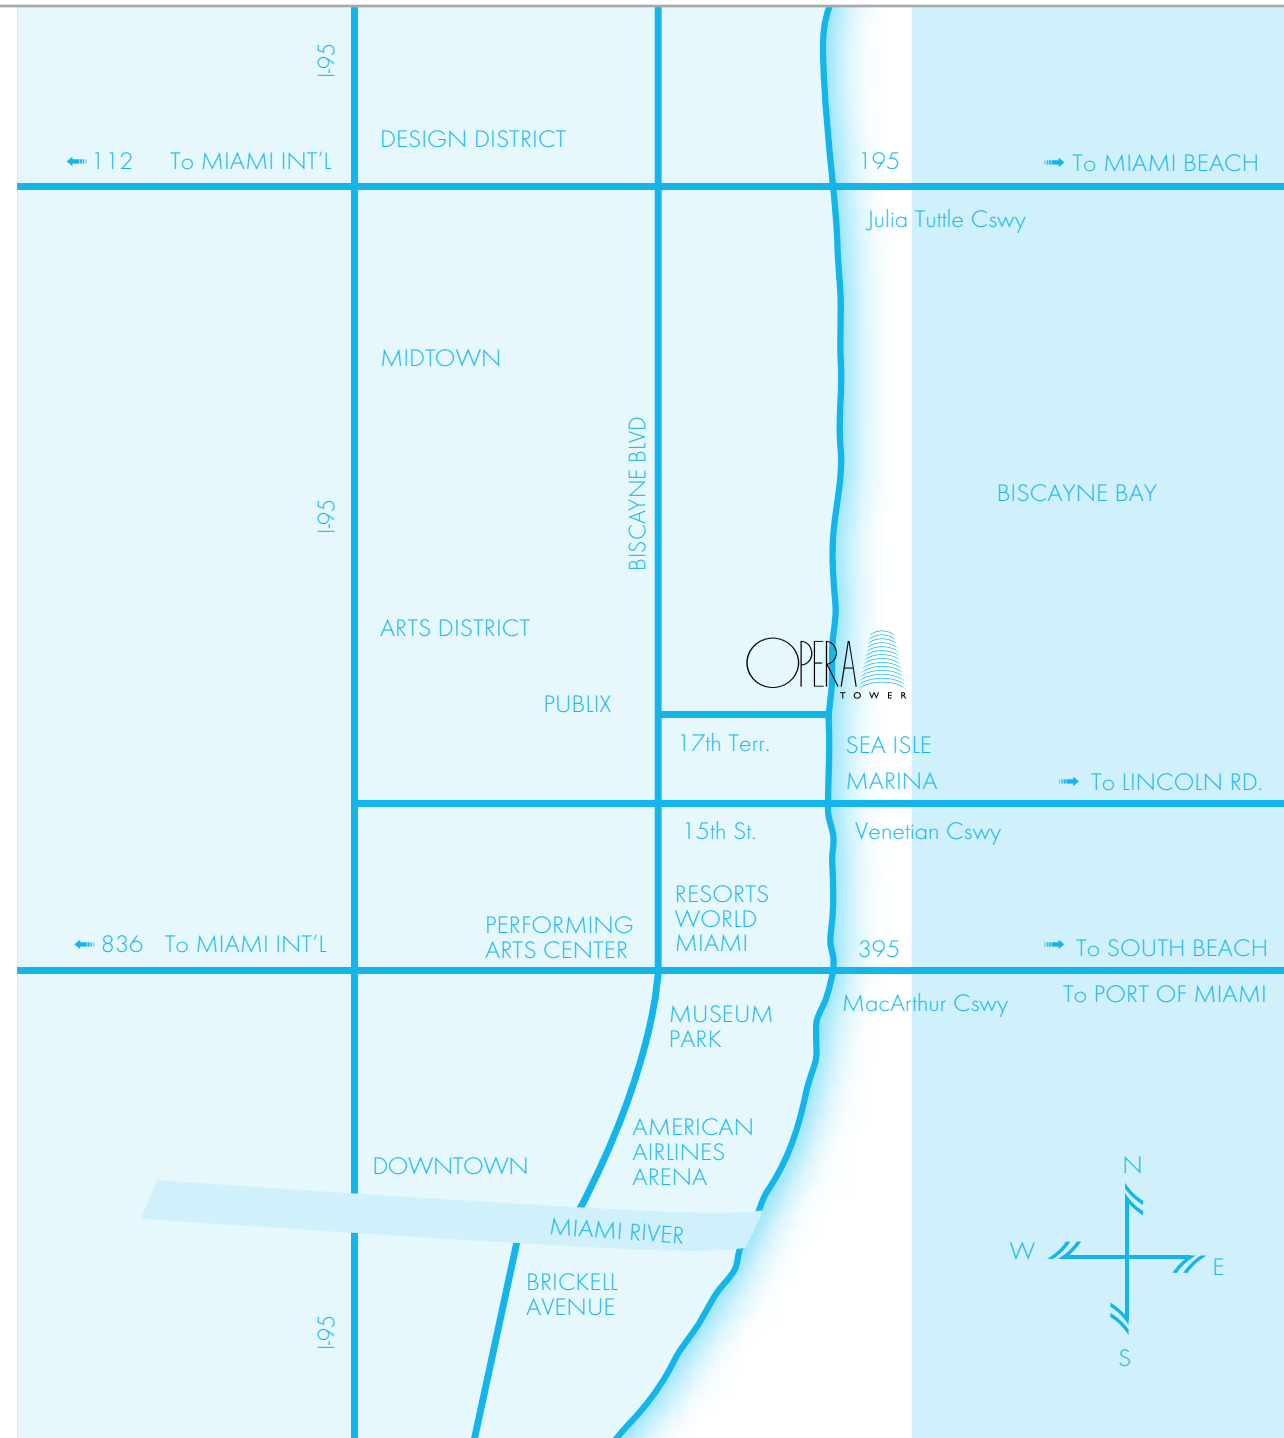 I-95
DESIGN DISTRICT
112 To MIAMI INT'L
195
To MIAMI BEACH
Julia Tuttle Cswy
MIDTOWN
BISCAYNE BLVD
BISCAYNE BAY
I-95
ARTS DISTRICT
OPERA
TOWER
PUBLIX
17th Terr.
SEA ISLE
MARINA
To LINCOLN RD.
15th St.
Venetian Cswy
RESORTS
WORLD
MIAMI
PERFORMING
ARTS CENTER
836 To MIAMI INT'L
395
To SOUTH BEACH
To PORT OF MIAMI
MacArthur Cswy
MUSEUM
PARK
AMERICAN
AIRLINES
ARENA
DOWNTOWN
MIAMI RIVER
BRICKELL
AVENUE
I-95
N
W
E
S